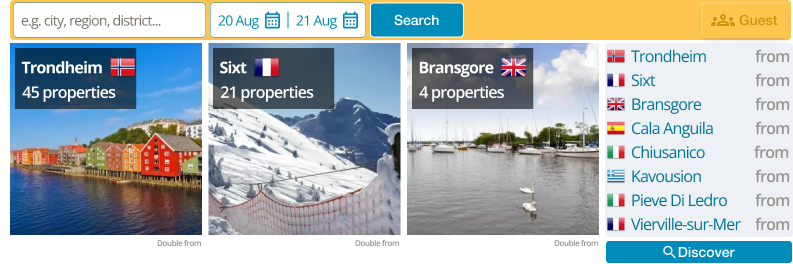 e.g. city, region, district...
20 Aug
21 Aug
Search
Guest
Trondheim
45 properties
Double from
Sixt
21 properties
Double from
Bransgore
4 properties
Double from
Trondheim from
Sixt from
Bransgore from
Cala Anguila from
Chiusanico from
Kavousion from
Pieve Di Ledro from
Vierville-sur-Mer from
Discover